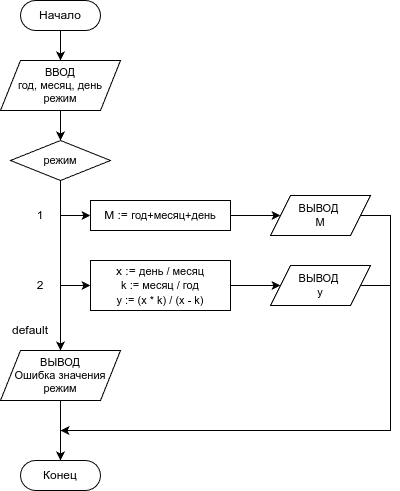 Начало
ВВОД
год, месяц, день
режим
режим
1
M := год+месяц+день
ВЫВОД
M
2
x := день / месяц
k := месяц / год
y := (x * k) / (x - k)
ВЫВОД
y
default
ВЫВОД
Ошибка значения
режим
Конец